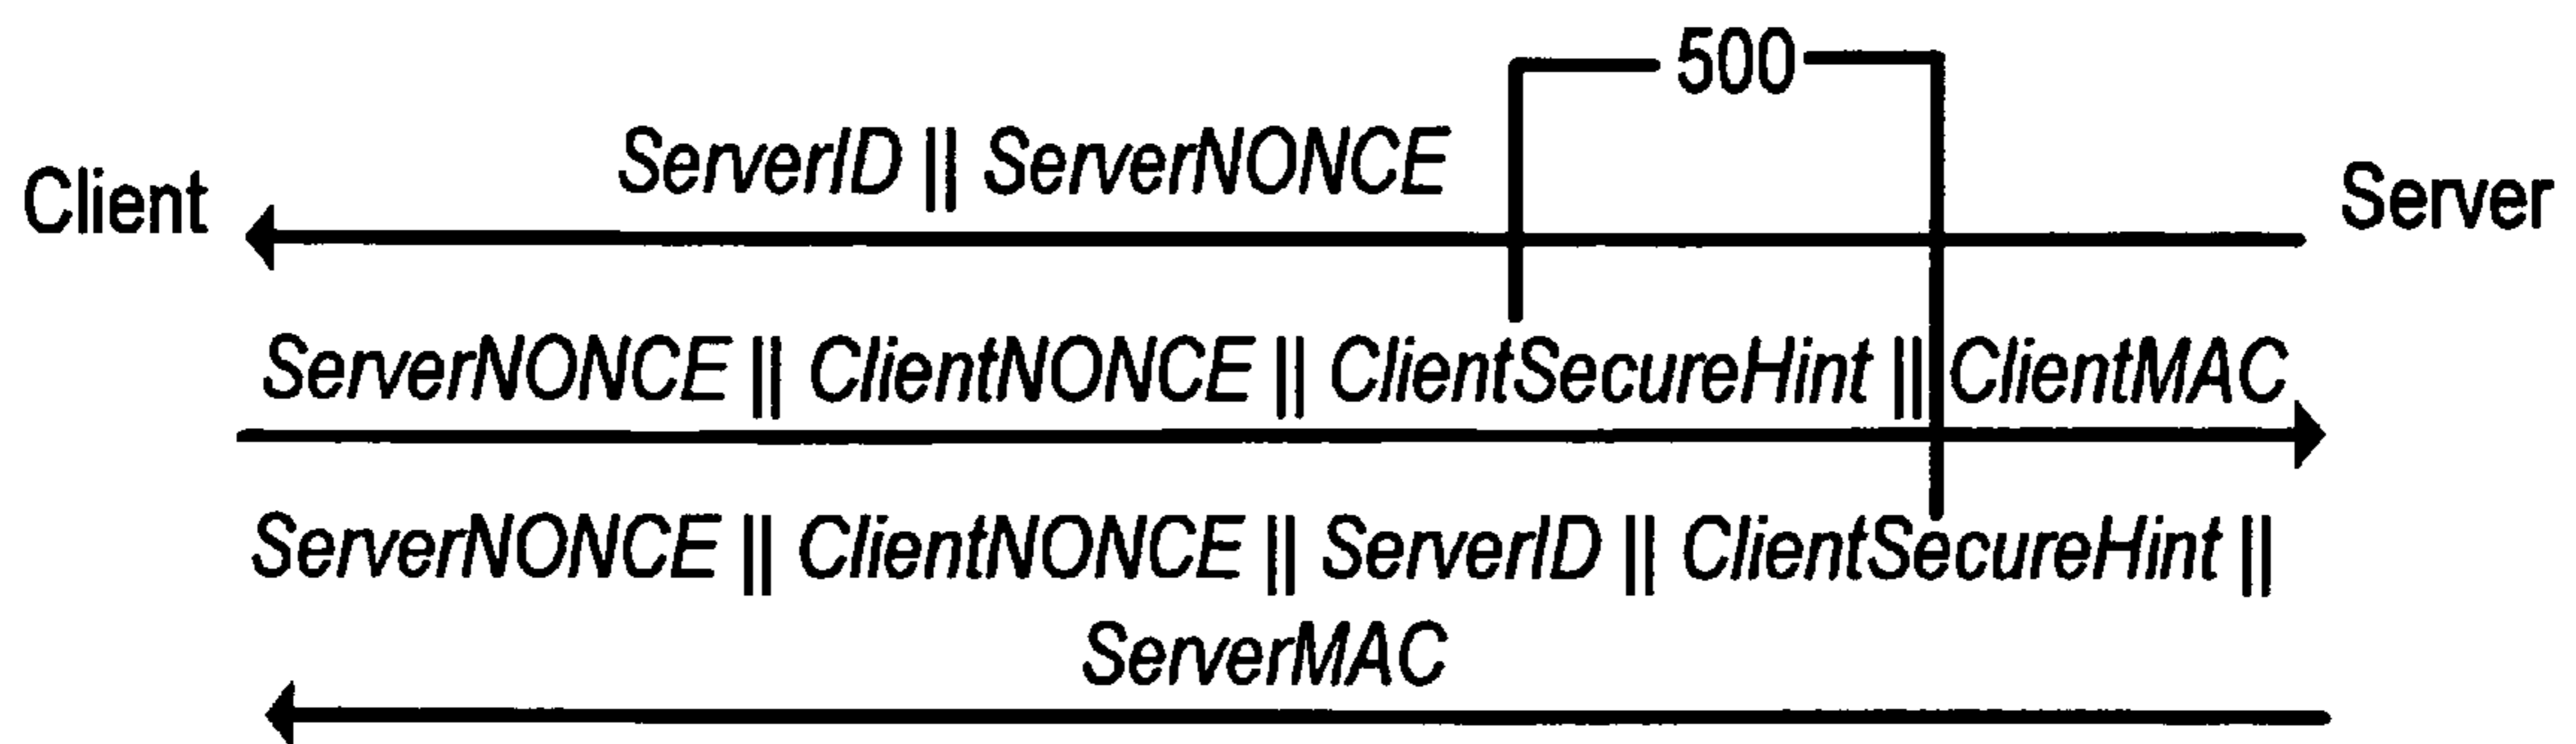 500
ServerID || ServerNONCE
Client
Server
ServerNONCE || ClientNONCE || ClientSecureHint || ClientMAC
ServerNONCE || ClientNONCE || ServerID || ClientSecureHint ||
ServerMAC